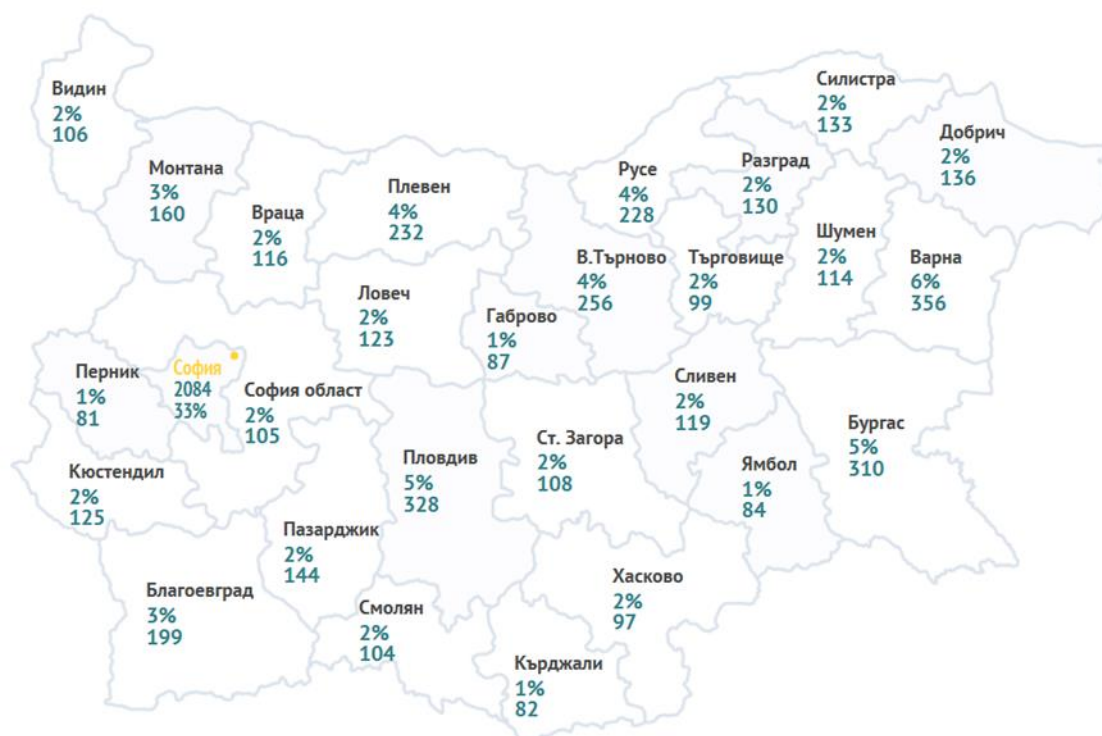 Видин
2%
106
Монтана
3%
160
Враца
2%
116
Плевен
4%
232
Ловеч
2%
123
Русе
4%
228
Силистра
2%
133
Разград
2%
130
Добрич
2%
136
Шумен
2%
114
Варна
6%
356
В.Търново
4%
256
Търговище
2%
99
Габрово
1%
87
Перник
1%
81
София
2084
33%
София област
2%
105
Сливен
2%
119
Бургас
5%
310
Ст. Загора
2%
108
Пловдив
5%
328
Ямбол
1%
84
Кюстендил
2%
125
Пазарджик
2%
144
Благоевград
3%
199
Смолян
2%
104
Хасково
2%
97
Кърджали
1%
82